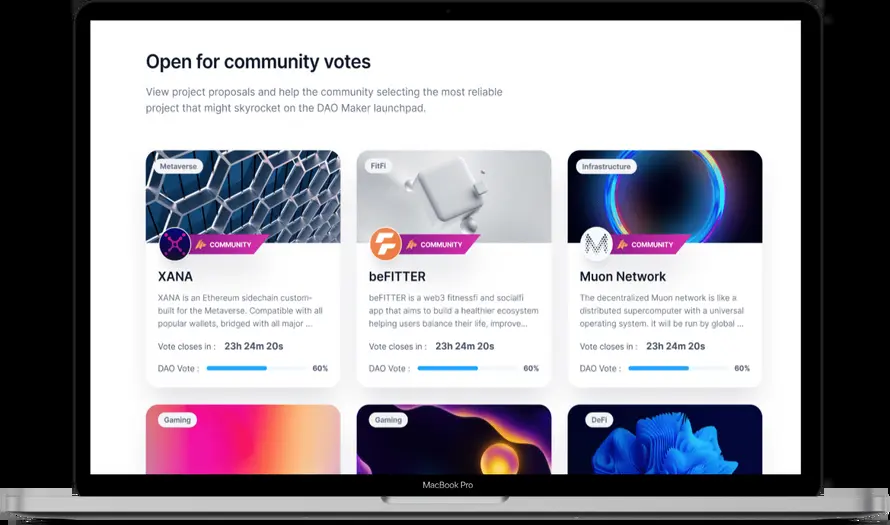 Open for community votes
View project proposals and help the community selecting the most reliable
project that might skyrocket on the DAO Maker launchpad.
Metaverse
FitFi
Infrastructure
COMMUNITY
COMMUNITY
COMMUNITY
XANA
beFITTER
Muon Network
XANA is an Ethereum sidechain custom-
built for the Metaverse. Compatible with all
popular wallets, bridged with all major ...
beFITTER is a web3 fitnessfi and socialfi
app that aims to build a healthier ecosystem
helping users balance their life, improve...
The decentralized Muon network is like a
distributed supercomputer with a universal
operating system. It will be run by global ...
Vote closes in : 23h 24m 20s
Vote closes in : 23h 24m 20s
Vote closes in : 23h 24m 20s
DAO Vote : 60%
DAO Vote : 60%
DAO Vote : 60%
Gaming
Gaming
DeFi
MacBook Pro